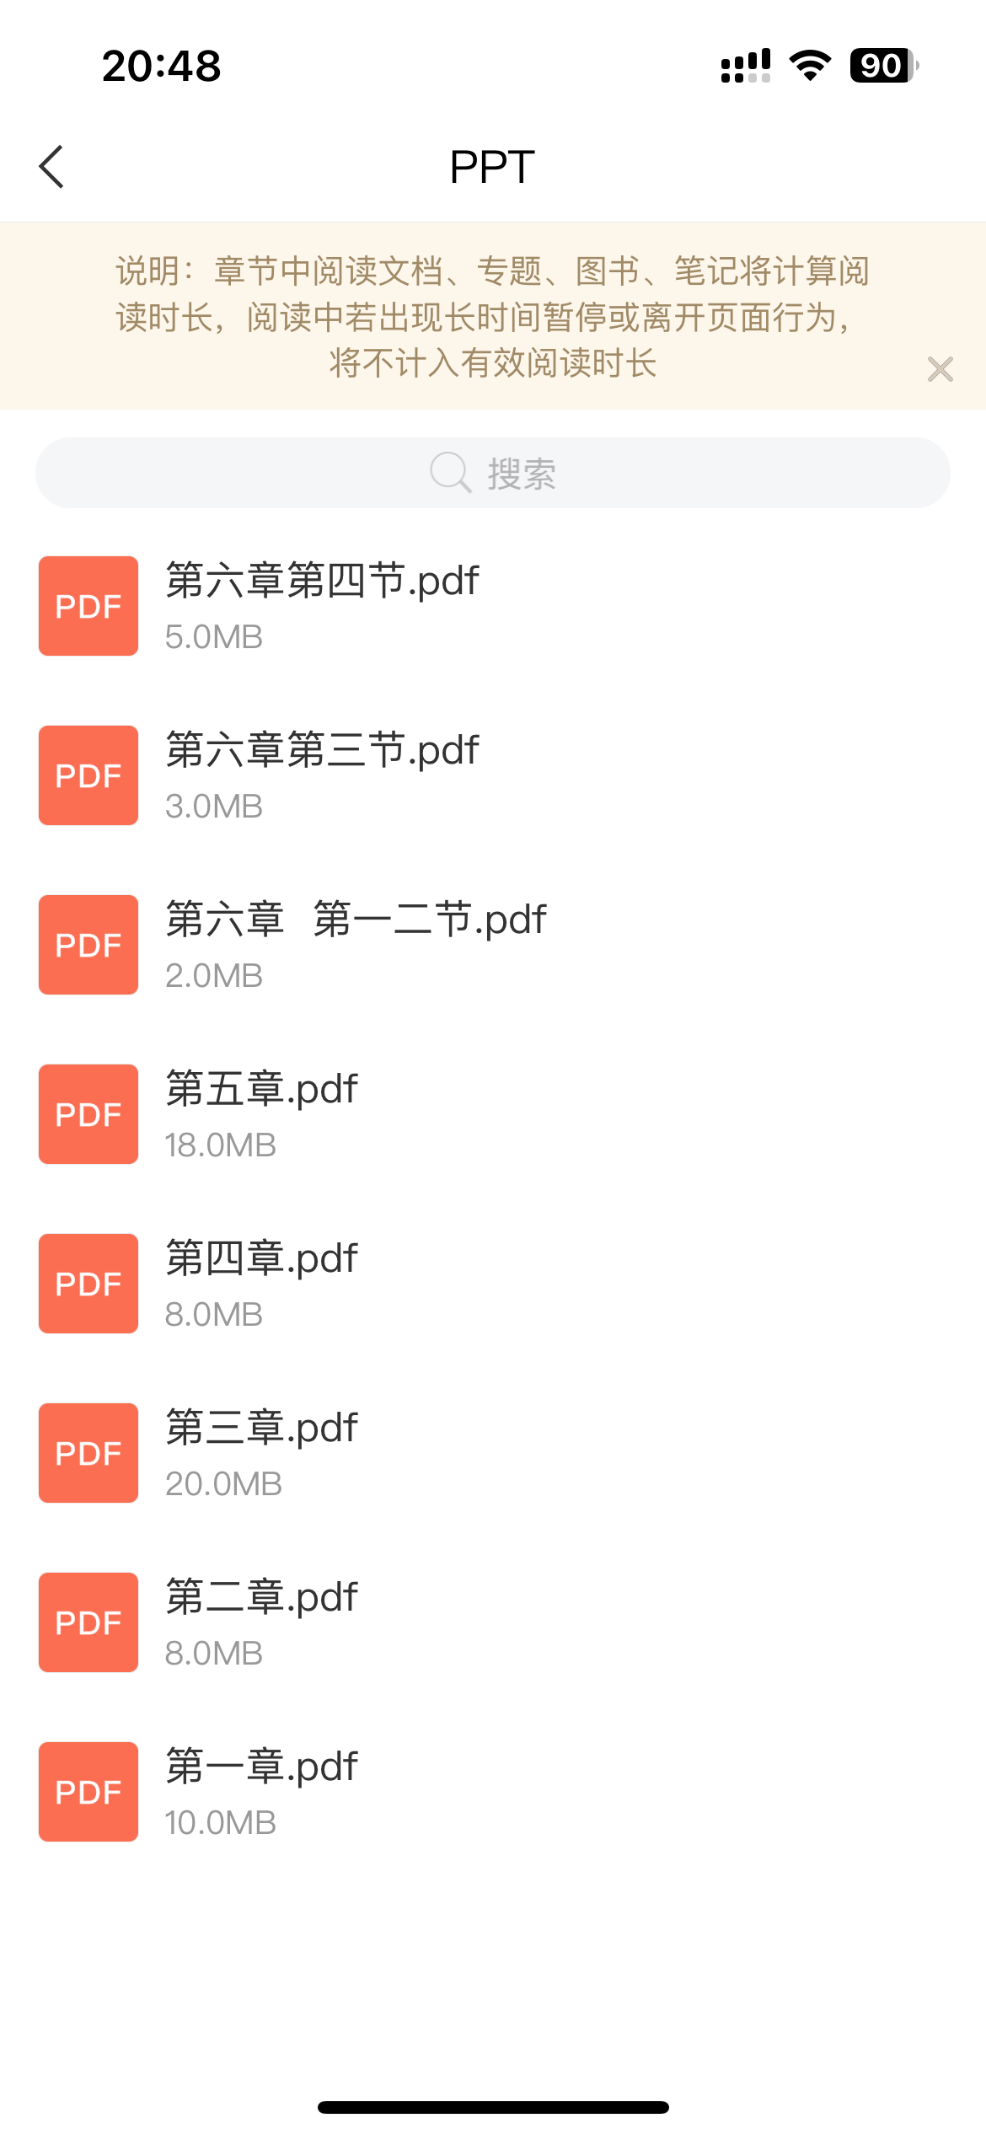 20:48
90
PPT
说明：章节中阅读文档、专题、图书、笔记将计算阅
读时长，阅读中若出现长时间暂停或离开页面行为，
将不计入有效阅读时长
搜索
PDF
第六章第四节.pdf
5.0MB
PDF
第六章 第三节.pdf
3.0MB
PDF
第六章  第一二节.pdf
2.0MB
PDF
第五章.pdf
18.0MB
PDF
第四章.pdf
8.0MB
PDF
第三章.pdf
20.0MB
PDF
第二章.pdf
8.0MB
PDF
第一章.pdf
10.0MB